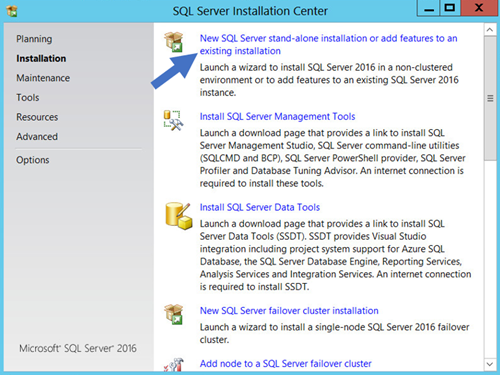 SQL Server Installation Center
Planning
Installation
Maintenance
Tools
Resources
Advanced
Options
Microsoft® SQL Server® 2016
New SQL Server stand-alone installation or add features to an
existing installation
Launch a wizard to install SQL Server 2016 in a non-clustered
environment or to add features to an existing SQL Server 2016
instance.
Install SQL Server Management Tools
Launch a download page that provides a link to install SQL
Server Management Studio, SQL Server command-line utilities
(SQLCMD and BCP), SQL Server PowerShell provider, SQL Server
Profiler and Database Tuning Advisor. An internet connection is
required to install these tools.
Install SQL Server Data Tools
Launch a download page that provides a link to install SQL
Server Data Tools (SSDT). SSDT provides Visual Studio
integration including project system support for Azure SQL
Database, the SQL Server Database Engine, Reporting Services,
Analysis Services and Integration Services. An internet connection
is required to install SSDT.
New SQL Server failover cluster installation
Launch a wizard to install a single-node SQL Server 2016 failover
cluster.
Add node to a SQL Server failover cluster